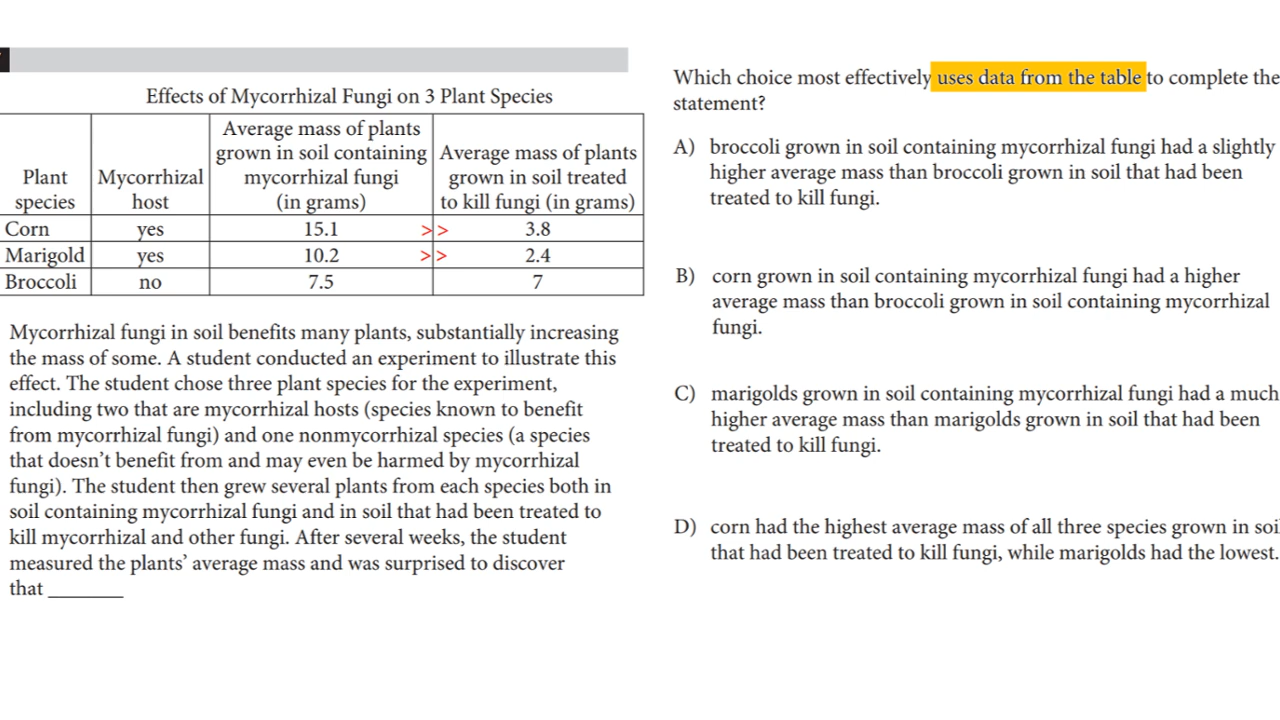 Effects of Mycorrhizal Fungi on 3 Plant Species
Plant species
Mycorrhizal host
Average mass of plants grown in soil containing mycorrhizal fungi (in grams)
Average mass of plants grown in soil treated to kill fungi (in grams)
Corn yes 15.1 >> 3.8
Marigold yes 10.2 >> 2.4
Broccoli no 7.5 7
Mycorrhizal fungi in soil benefits many plants, substantially increasing
the mass of some. A student conducted an experiment to illustrate this
effect. The student chose three plant species for the experiment,
including two that are mycorrhizal hosts (species known to benefit
from mycorrhizal fungi) and one nonmycorrhizal species (a species
that doesn't benefit from and may even be harmed by mycorrhizal
fungi). The student then grew several plants from each species both in
soil containing mycorrhizal fungi and in soil that had been treated to
kill mycorrhizal and other fungi. After several weeks, the student
measured the plants' average mass and was surprised to discover
that ________
Which choice most effectively uses data from the table to complete the
statement?
A) broccoli grown in soil containing mycorrhizal fungi had a slightly
higher average mass than broccoli grown in soil that had been
treated to kill fungi.
B) corn grown in soil containing mycorrhizal fungi had a higher
average mass than broccoli grown in soil containing mycorrhizal
fungi.
C) marigolds grown in soil containing mycorrhizal fungi had a much
higher average mass than marigolds grown in soil that had been
treated to kill fungi.
D) corn had the highest average mass of all three species grown in soi
that had been treated to kill fungi, while marigolds had the lowest.